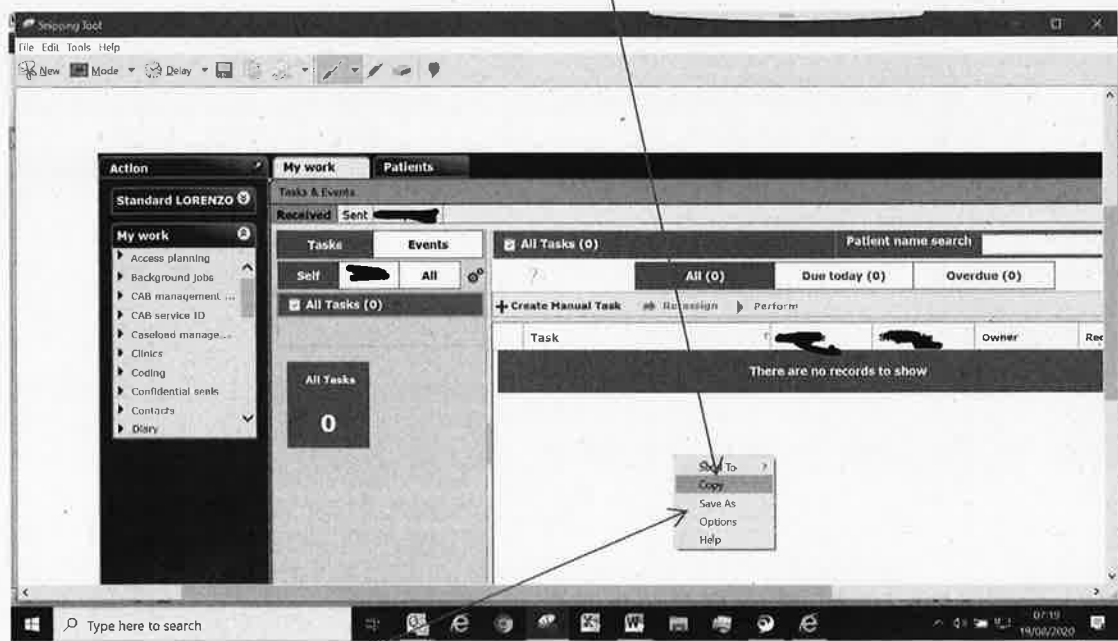 Snipping Tool
File Edit Tools Help
New Mode Delay
Action
My work Patients
Standard LORENZO
Tasks & Events
Received Sent
My work
Access planning
Background Jobs
CAB management ...
CAB service ID
Caseload manage...
Clinics
Coding
Confidential seals
Contacts
Diary
Tasks Events
Self All
All Tasks (0)
All Tasks
0
All Tasks (0) Patient name search
? All (0) Due today (0) Overdue (0)
Create Manual Task Reassign Perform
Task Owner Rec
There are no records to show
Send To
Copy
Save As
Options
Help
Type here to search
07:19
19/08/2020